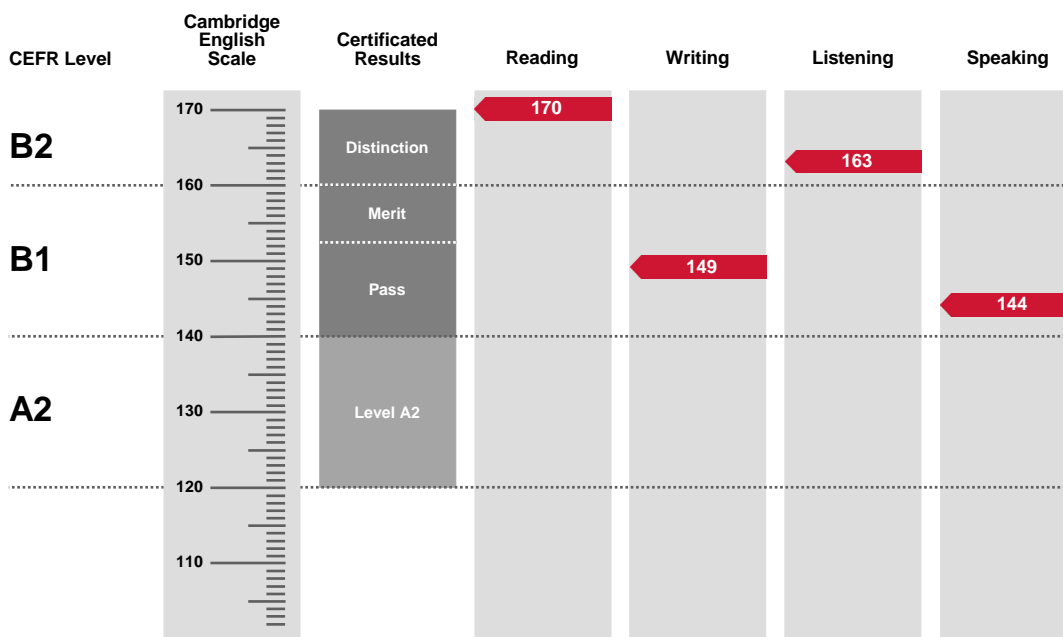 CEFR Level
Cambridge
English
Scale
Certificated
Results
Reading
Writing
Listening
Speaking
170
170
B2
Distinction
163
160
Merit
B1
150
149
Pass
144
140
A2
130
Level A2
120
110